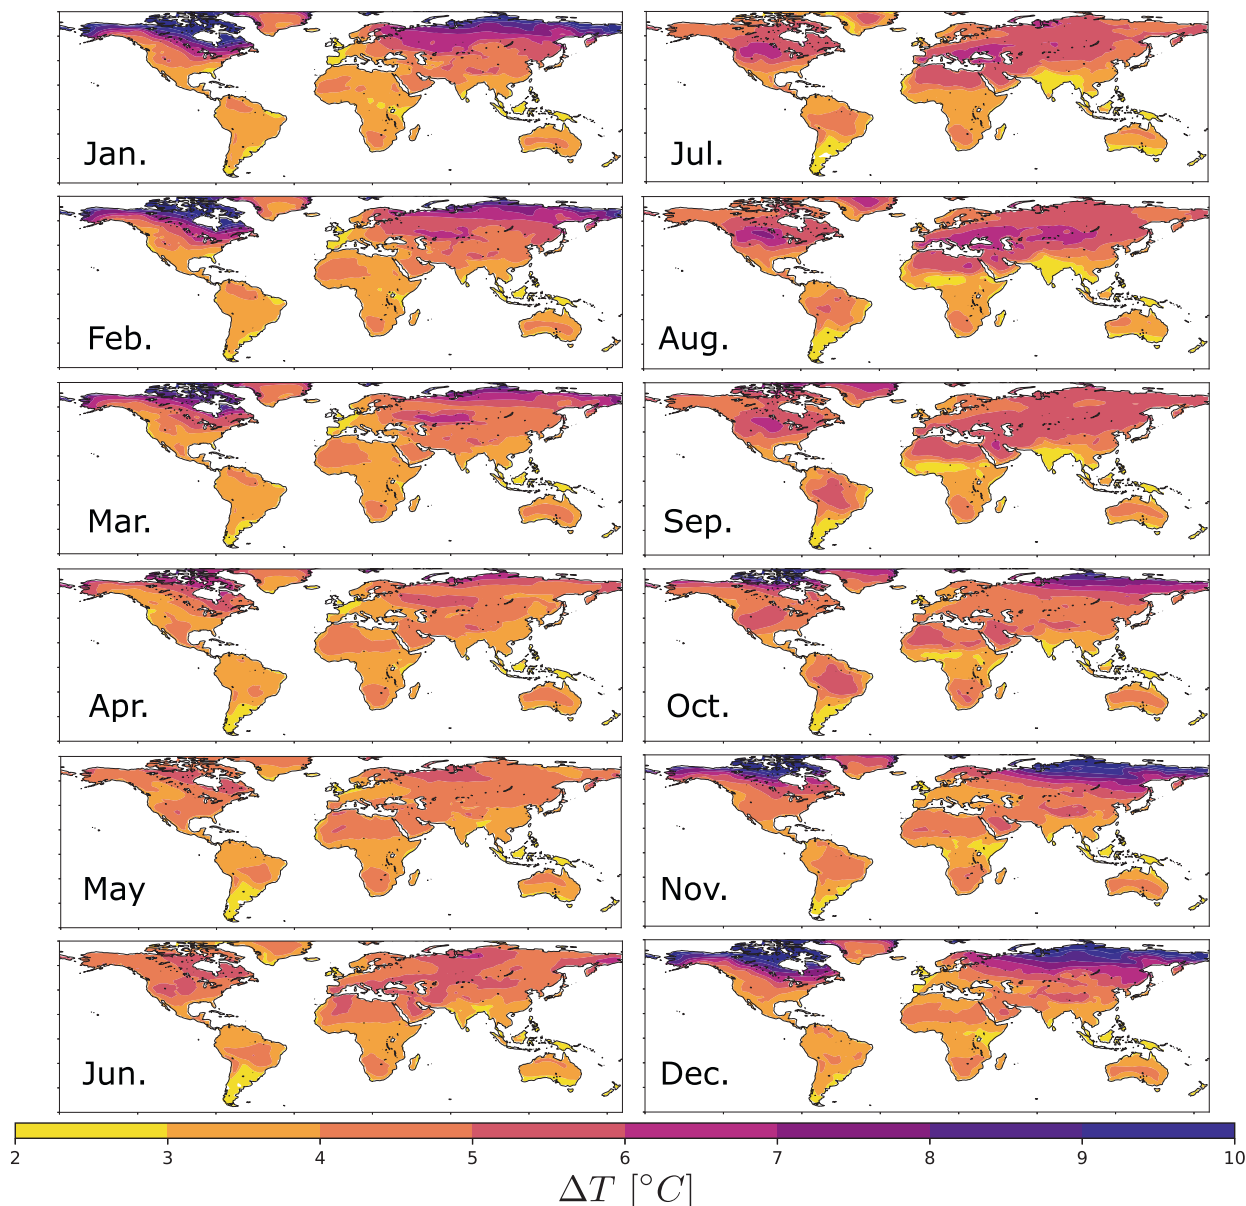 Jan.
Jul.
Feb.
Aug.
Mar.
Sep.
Apr.
Oct.
May
Nov.
Jun.
Dec.
2 3 4 5 6 7 8 9 10
ΔT [°C]